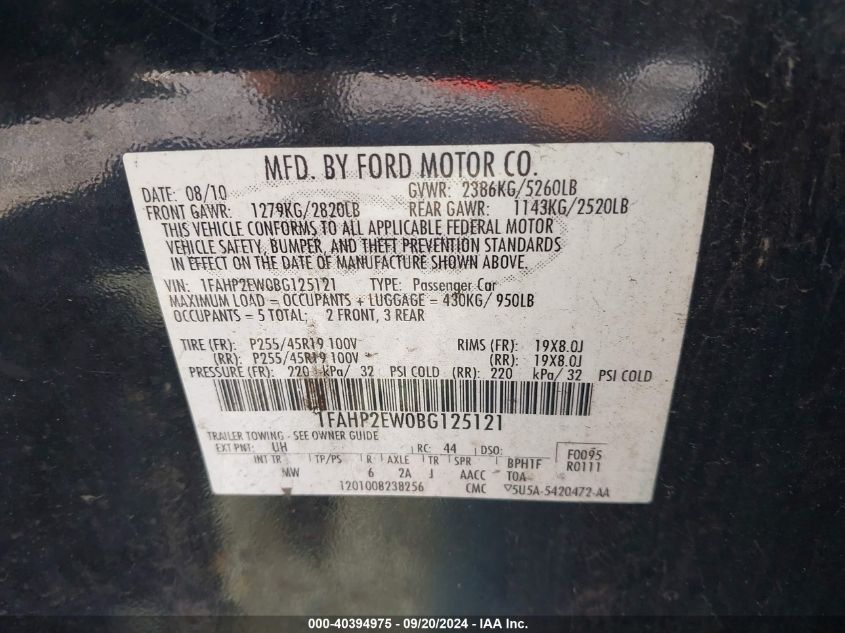 MFD. BY FORD MOTOR CO.
DATE: 08/10 GVWR: 2386KG/5260LB
FRONT GAWR: 1279KG/2820LB REAR GAWR: 1143KG/2520LB
THIS VEHICLE CONFORMS TO ALL APPLICABLE FEDERAL MOTOR
VEHICLE SAFETY, BUMPER, AND THEFT PREVENTION STANDARDS
IN EFFECT ON THE DATE OF MANUFACTURE SHOWN ABOVE.
VIN: 1FAHP2EW0BG125121 TYPE: Passenger Car
MAXIMUM LOAD = OCCUPANTS + LUGGAGE = 430KG/ 950LB
OCCUPANTS = 5 TOTAL: 2 FRONT, 3 REAR
TIRE (FR): P255/45R19 100V RIMS (FR): 19X8.0J
(RR): P255/45R19 100V (RR): 19X8.0J
PRESSURE (FR): 220 kPa/ 32 PSI COLD (RR): 220 kPa/ 32 PSI COLD
1FAHP2EW0BG125121
TRAILER TOWING - SEE OWNER GUIDE
EXT PNT: UH RC: 44 DSO: F0095
R0111
INT TR TP/PS R AXLE TR SPR BPH1F
MW 6 2A J AACC TOA
1201008238256 CMC ▽5U5A-5420472-AA
000-40394975 - 09/20/2024 - IAA Inc.